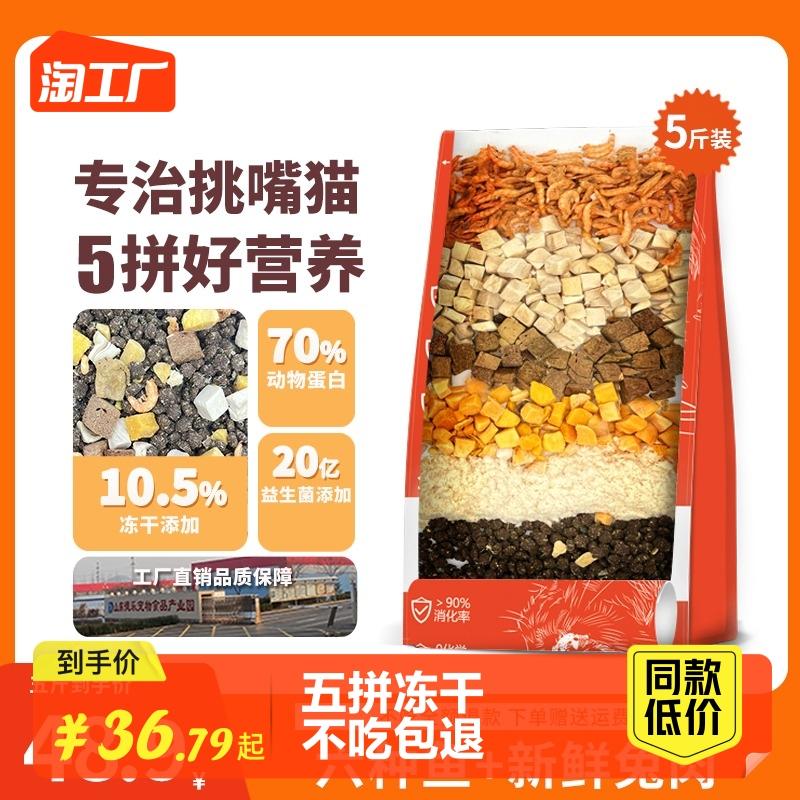 淘工厂
5斤装
专治挑嘴猫
5拼好营养
70%
动物蛋白
10.5%
冻干添加
20亿
益生菌添加
工厂直销品质保障
>90%
消化率
到手价
¥36.79起
五拼冻干
不吃包退
同款
低价